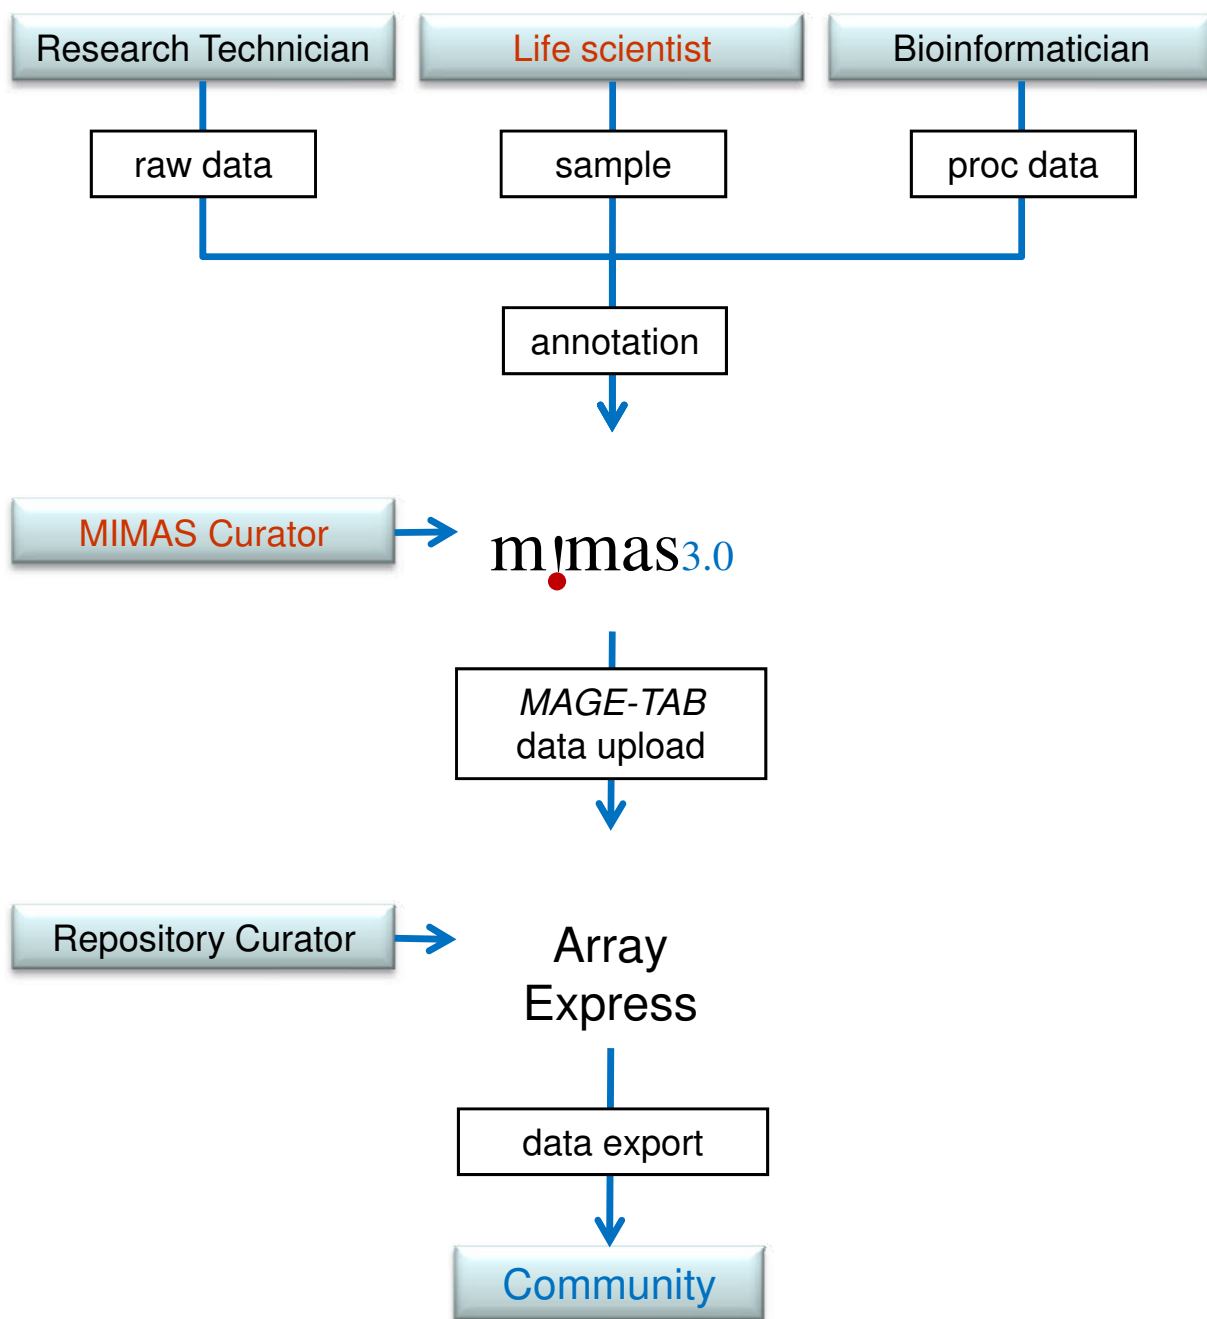 Research Technician
Life scientist
Bioinformatician
raw data
sample
proc data
annotation
MIMAS Curator
m!mas3.0
MAGE-TAB
data upload
Repository Curator
Array
Express
data export
Community